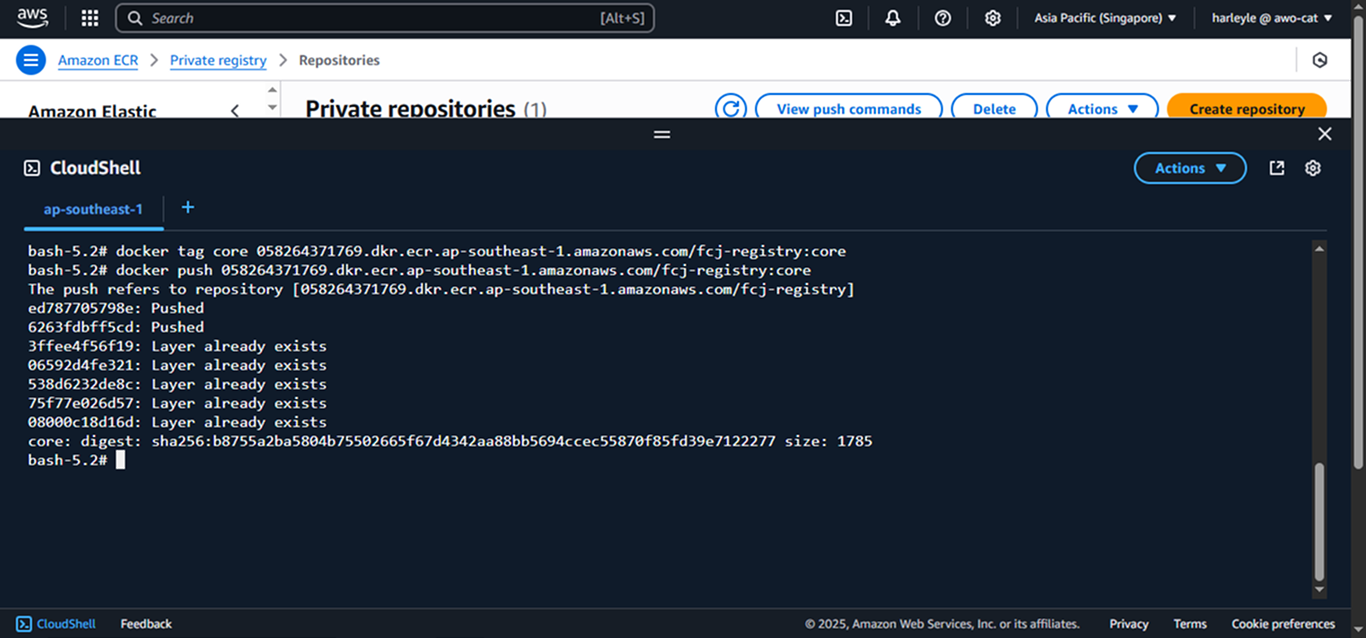 aws
Search
[Alt+S]
Asia Pacific (Singapore)
harleyle @ awo-cat
Amazon ECR
Private registry
Repositories
Amazon Elastic
Private repositories (1)
View push commands
Delete
Actions
Create repository
CloudShell
Actions
ap-southeast-1
+
bash-5.2# docker tag core 058264371769.dkr.ecr.ap-southeast-1.amazonaws.com/fcj-registry:core
bash-5.2# docker push 058264371769.dkr.ecr.ap-southeast-1.amazonaws.com/fcj-registry:core
The push refers to repository [058264371769.dkr.ecr.ap-southeast-1.amazonaws.com/fcj-registry]
ed787705798e: Pushed
6263fdbff5cd: Pushed
3ffee4f56f19: Layer already exists
06592d4fe321: Layer already exists
538d6232de8c: Layer already exists
75f77e026d57: Layer already exists
08000c18d16d: Layer already exists
core: digest: sha256:b8755a2ba5804b75502665f67d4342aa88bb5694ccec55870f85fd39e7122277 size: 1785
bash-5.2#
CloudShell
Feedback
© 2025, Amazon Web Services, Inc. or its affiliates.
Privacy
Terms
Cookie preferences